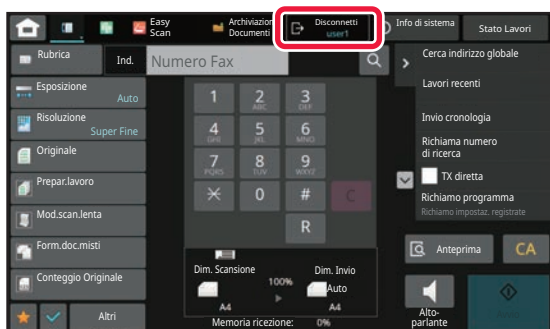 Easy Scan
Archiviazione Documenti
Disconnetti
user1
Info di sistema
Stato Lavori
Rubrica
Ind.
Numero Fax
Cerca indirizzo globale
Esposizione
Auto
Risoluzione
Super Fine
Originale
Prepar.lavoro
Mod.scan.lenta
Form.doc.misti
Conteggio Originale
Altri
1
2
ABC
3
DEF
4
GHI
5
JKL
6
MNO
7
PQRS
8
TUV
9
WXYZ
0
#
C
R
Dim. Scansione
100%
Dim. Invio
Auto
A4
A4
Memoria ricezione: 0%
Lavori recenti
Invio cronologia
Richiama numero
di ricerca
TX diretta
Richiamo programma
Richiamo impostaz. registrate
Anteprima
CA
Alto-
parlante